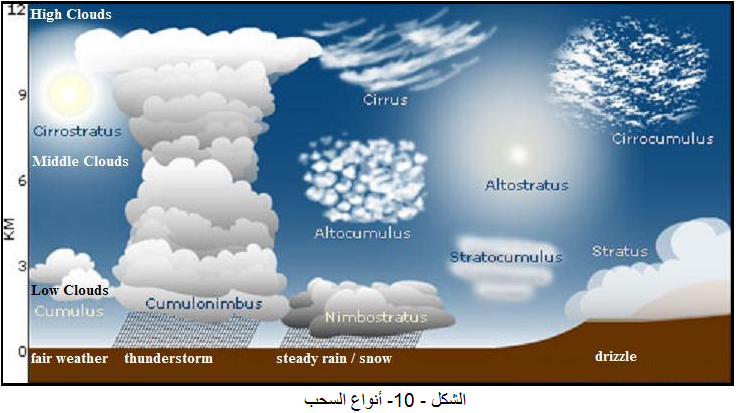 12
High Clouds
9
Cirrus
Cirrostratus
Cirrocumulus
Middle Clouds
6
Altostratus
KM
Altocumulus
Stratocumulus
Stratus
3
Low Clouds
Cumulus
Cumulonimbus
Nimbostratus
0
fair weather thunderstorm steady rain / snow drizzle
الشكل - 10- أنواع السحب